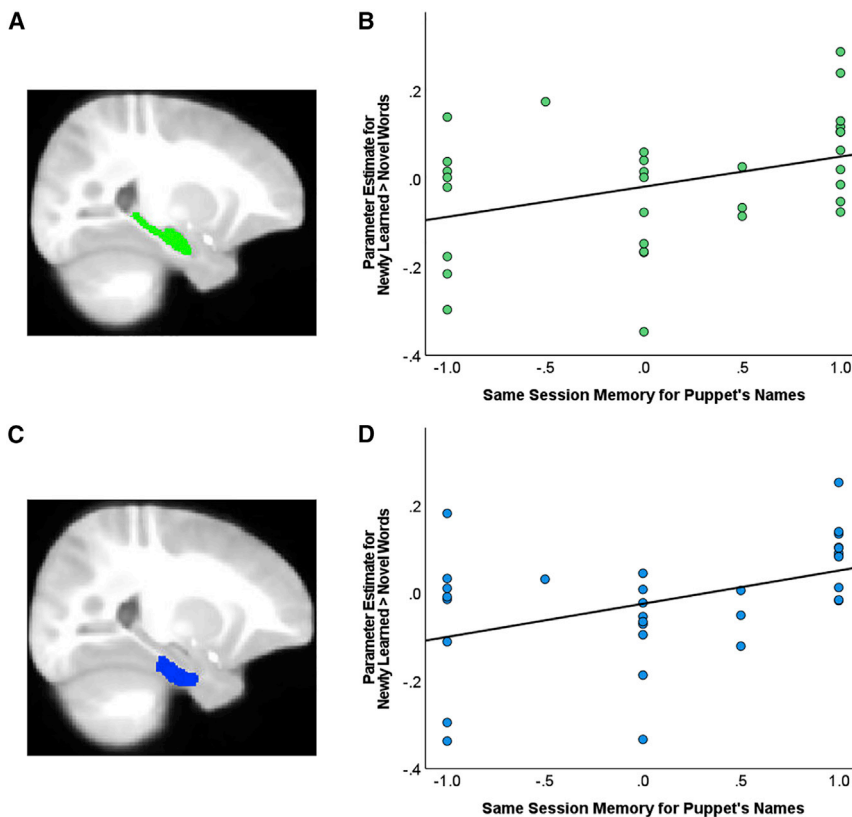 A
B
Parameter Estimate for
Newly Learned > Novel Words
.2
.0
-.2
-.4
-1.0 -.5 .0 .5 1.0
Same Session Memory for Puppet's Names
C
D
Parameter Estimate for
Newly Learned > Novel Words
.2
.0
-.2
-.4
-1.0 -.5 .0 .5 1.0
Same Session Memory for Puppet's Names